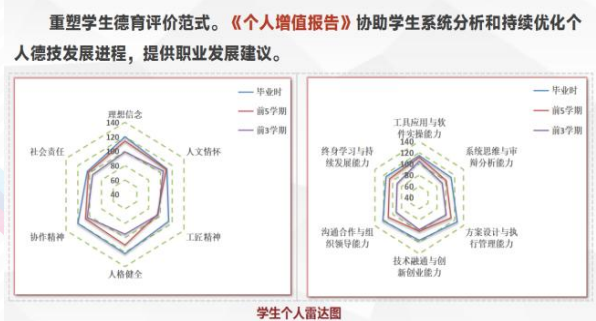 重塑学生德育评价范式。《个人增值报告》协助学生系统分析和持续优化个
人德技发展进程，提供职业发展建议。
毕业时
前5学期
前3学期
理想信念
140
120
100
80
60
40
人文情怀
工匠精神
人格健全
协作精神
社会责任
毕业时
前5学期
前3学期
工具应用与软
件实操能力
140
120
100
80
60
40
系统思维与审
辩分析能力
方案设计与执
行管理能力
技术融通与创
新创业能力
沟通合作与组
织领导能力
终身学习与持
续发展能力
学生个人雷达图